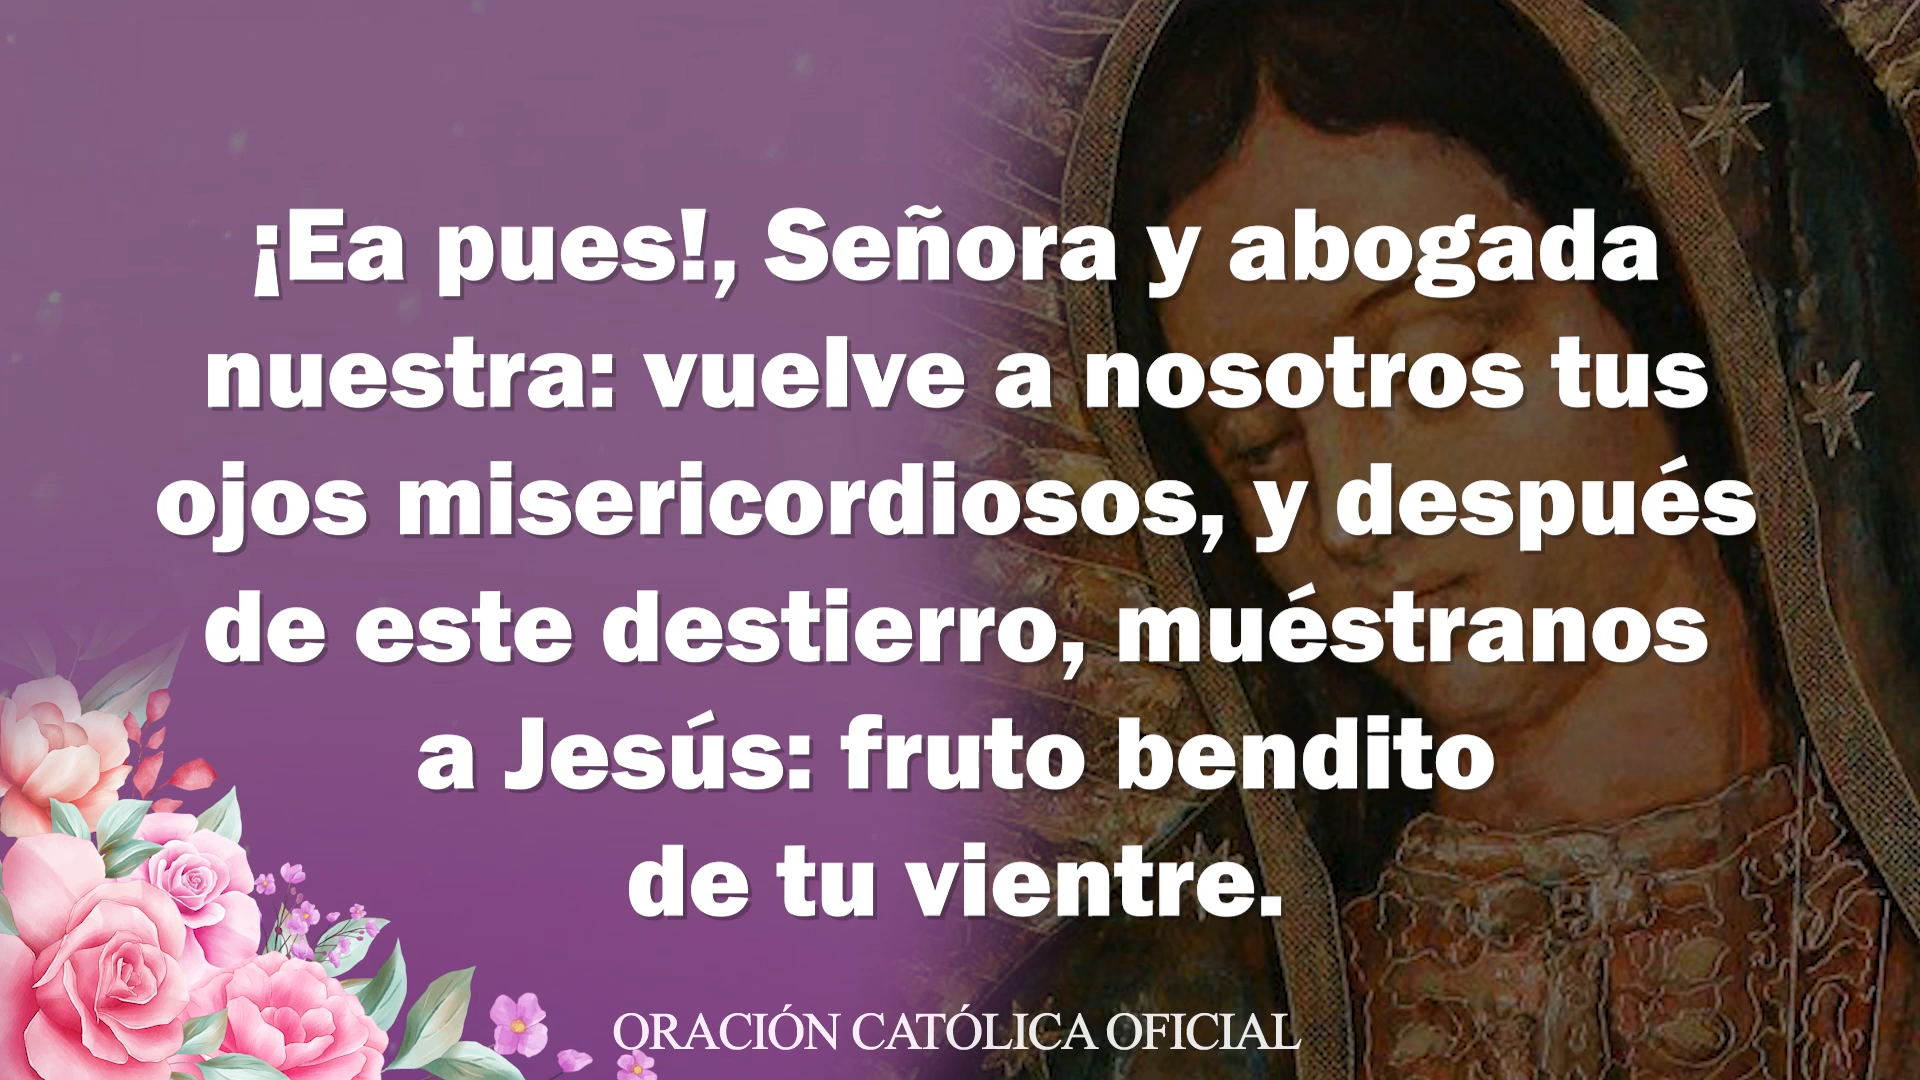 ¡Ea pues!, Señora y abogada
nuestra: vuelve a nosotros tus
ojos misericordiosos, y después
de este destierro, muéstranos
a Jesús: fruto bendito
de tu vientre.
ORACIÓN CATÓLICA OFICIAL